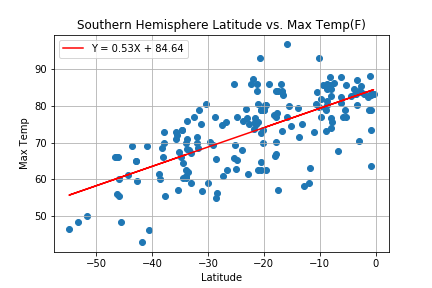 Southern Hemisphere Latitude vs. Max Temp(F)
Y = 0.53X + 84.64
90
80
70
60
50
Max Temp
−50
−40
−30
−20
−10
0
Latitude